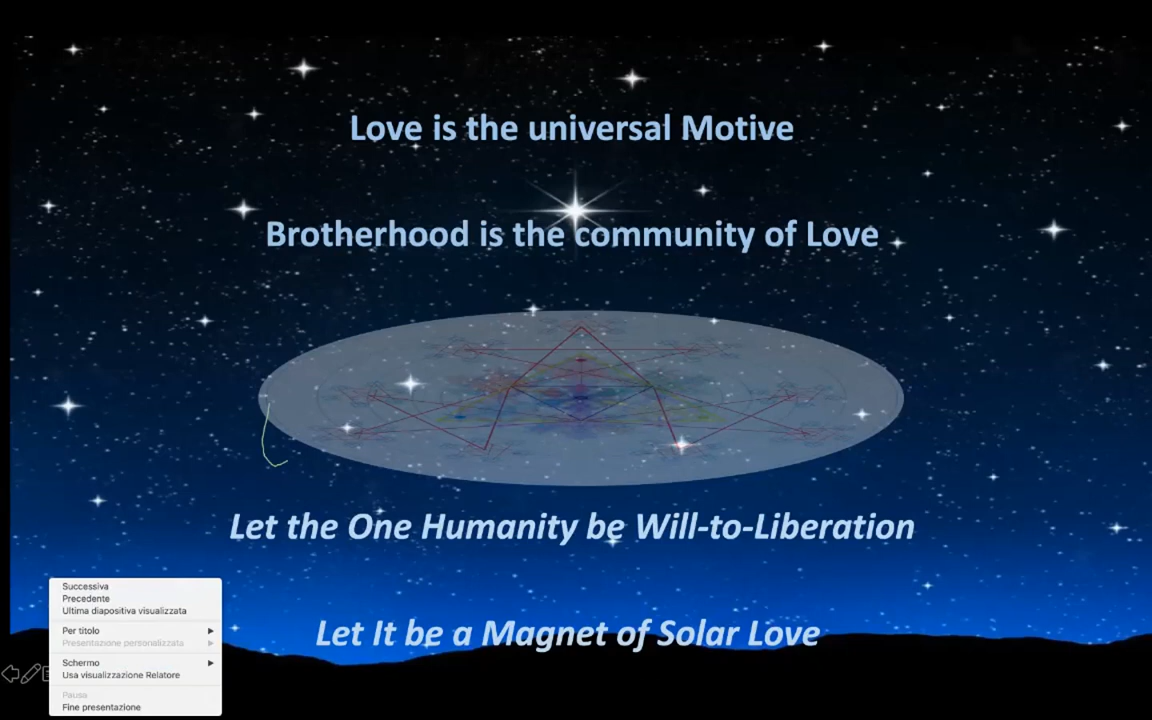 Love is the universal Motive
Brotherhood is the community of Love
Let the One Humanity be Will-to-Liberation
Let It be a Magnet of Solar Love
Successiva
Precedente
Ultima diapositiva visualizzata
Per titolo
Presentazione personalizzata
Schermo
Usa visualizzazione Relatore
Pausa
Fine presentazione